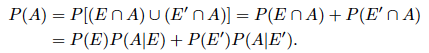 P(A) = P[(E ∩ A) ∪ (E′ ∩ A)] = P(E ∩ A) + P(E′ ∩ A)
= P(E)P(A|E) + P(E′)P(A|E′).